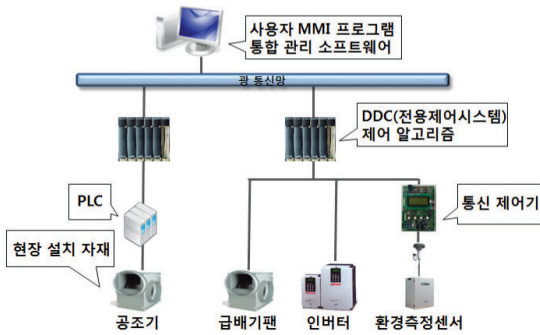 사용자 MMI 프로그램
통합 관리 소프트웨어
광 통신망
DDC(전용제어시스템)
제어 알고리즘
PLC
통신 제어기
현장 설치 자재
공조기
급배기팬
인버터
환경측정센서